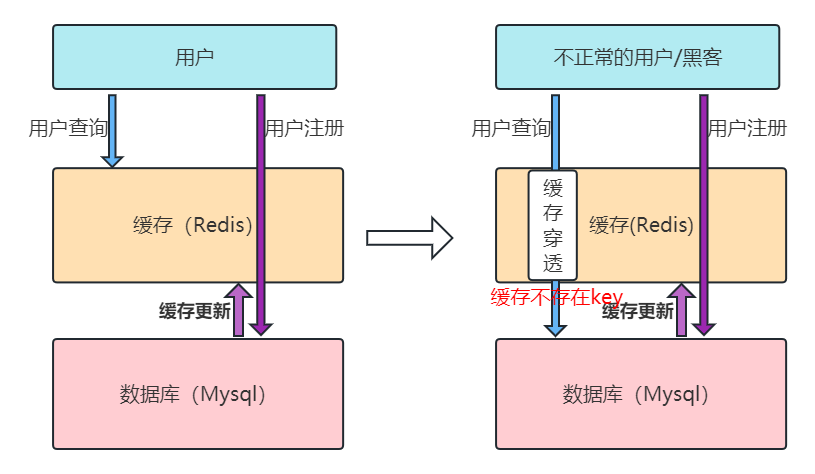 用户
用户查询
用户注册
缓存（Redis）
缓存更新
数据库（Mysql）
不正常的用户/黑客
用户查询
用户注册
缓存穿透
缓存(Redis)
缓存不存在key
缓存更新
数据库（Mysql）